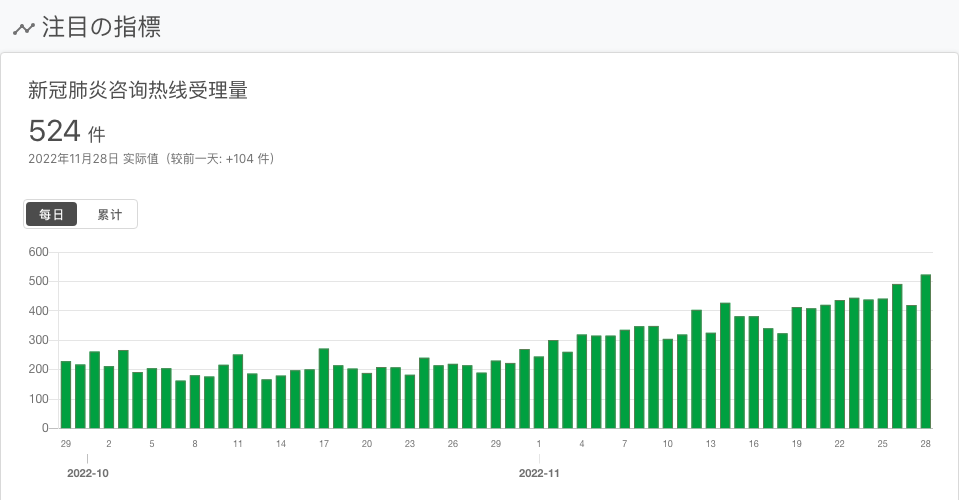 注目の指標
新冠肺炎咨询热线受理量
524 件
2022年11月28日 实际值（较前一天: +104 件）
每日 累计
600
500
400
300
200
100
0
29 2 5 8 11 14 17 20 23 26 29 1 4 7 10 13 16 19 22 25 28
2022-10 2022-11